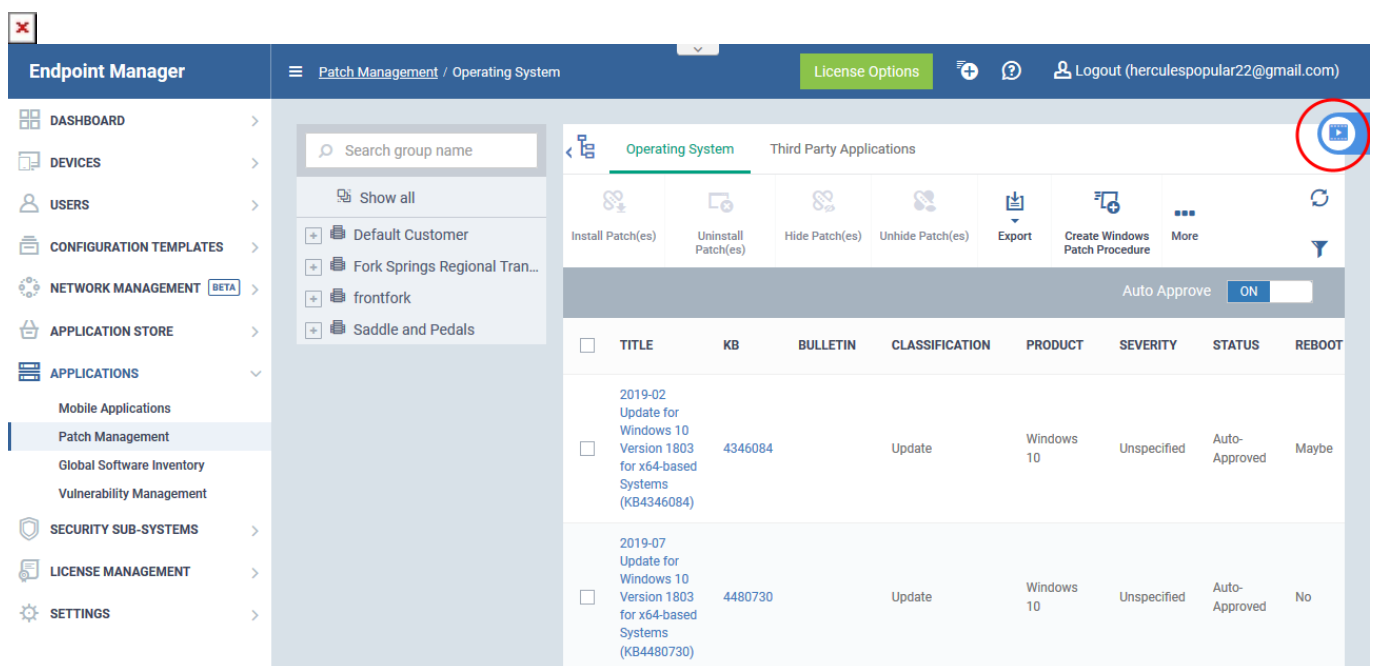 Endpoint Manager
Patch Management / Operating System
License Options
Logout (herculespopular22@gmail.com)
DASHBOARD
DEVICES
USERS
CONFIGURATION TEMPLATES
NETWORK MANAGEMENT BETA
APPLICATION STORE
APPLICATIONS
Mobile Applications
Patch Management
Global Software Inventory
Vulnerability Management
SECURITY SUB-SYSTEMS
LICENSE MANAGEMENT
SETTINGS
Search group name
Show all
Default Customer
Fork Springs Regional Tran...
frontfork
Saddle and Pedals
Operating System Third Party Applications
Install Patch(es)
Uninstall
Patch(es)
Hide Patch(es)
Unhide Patch(es)
Export
Create Windows
Patch Procedure
More
Auto Approve ON
TITLE KB BULLETIN CLASSIFICATION PRODUCT SEVERITY STATUS REBOOT
2019-02
Update for
Windows 10
Version 1803
for x64-based
Systems
(KB4346084)
4346084
Update
Windows
10
Unspecified
Auto-
Approved
Maybe
2019-07
Update for
Windows 10
Version 1803
for x64-based
Systems
(KB4480730)
4480730
Update
Windows
10
Unspecified
Auto-
Approved
No